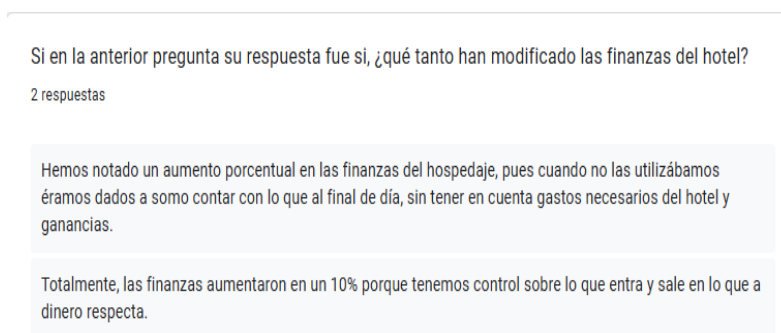 Si en la anterior pregunta su respuesta fue si, ¿qué tanto han modificado las finanzas del hotel?
2 respuestas
Hemos notado un aumento porcentual en las finanzas del hospedaje, pues cuando no las utilizábamos
éramos dados a somo contar con lo que al final de día, sin tener en cuenta gastos necesarios del hotel y
ganancias.
Totalmente, las finanzas aumentaron en un 10% porque tenemos control sobre lo que entra y sale en lo que a
dinero respecta.